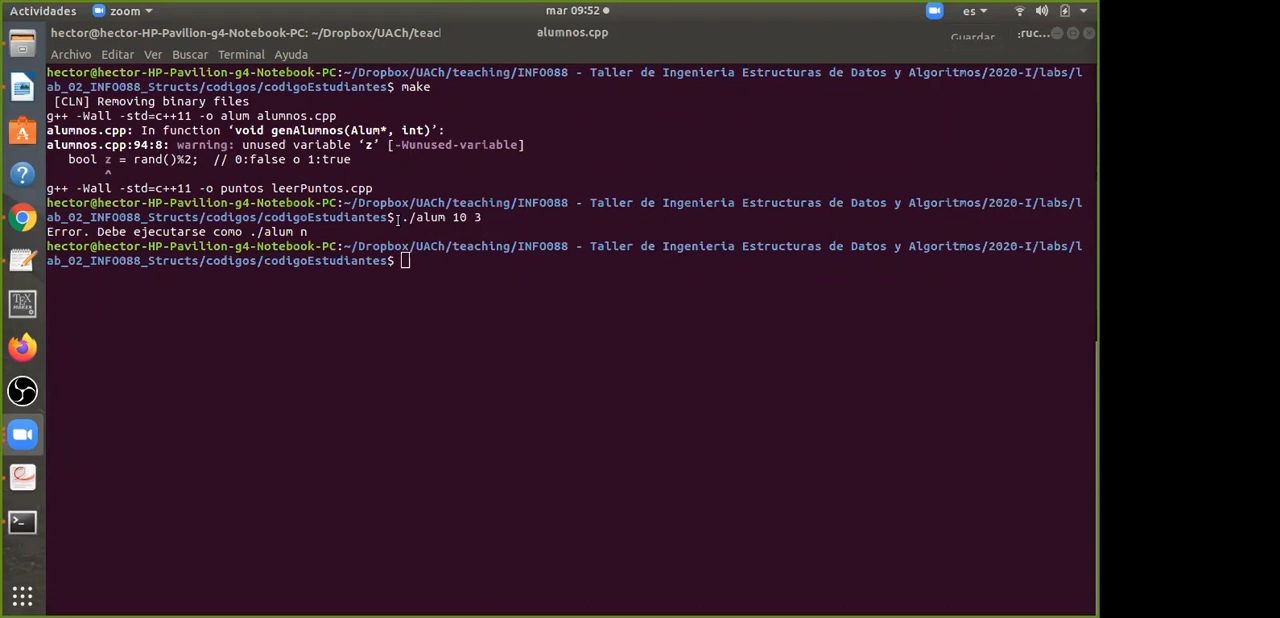 Actividades
zoom
mar 09:52
es
hector@hector-HP-Pavilion-g4-Notebook-PC: ~/Dropbox/UACh/teacl
alumnos.cpp
Guardar
:ruc...
Archivo Editar Ver Buscar Terminal Ayuda
hector@hector-HP-Pavilion-g4-Notebook-PC:~/Dropbox/UACh/teaching/INFO088 - Taller de Ingenieria Estructuras de Datos y Algoritmos/2020-I/labs/l
ab_02_INFO088_Structs/codigos/codigoEstudiantes$ make
[CLN] Removing binary files
g++ -Wall -std=c++11 -o alum alumnos.cpp
alumnos.cpp: In function ‘void genAlumnos(Alum*, int)’:
alumnos.cpp:94:8: warning: unused variable ‘z’ [-Wunused-variable]
bool z = rand()%2; // 0:false o 1:true
^
g++ -Wall -std=c++11 -o puntos leerPuntos.cpp
hector@hector-HP-Pavilion-g4-Notebook-PC:~/Dropbox/UACh/teaching/INFO088 - Taller de Ingenieria Estructuras de Datos y Algoritmos/2020-I/labs/l
ab_02_INFO088_Structs/codigos/codigoEstudiantes$ ./alum 10 3
Error. Debe ejecutarse como ./alum n
hector@hector-HP-Pavilion-g4-Notebook-PC:~/Dropbox/UACh/teaching/INFO088 - Taller de Ingenieria Estructuras de Datos y Algoritmos/2020-I/labs/l
ab_02_INFO088_Structs/codigos/codigoEstudiantes$